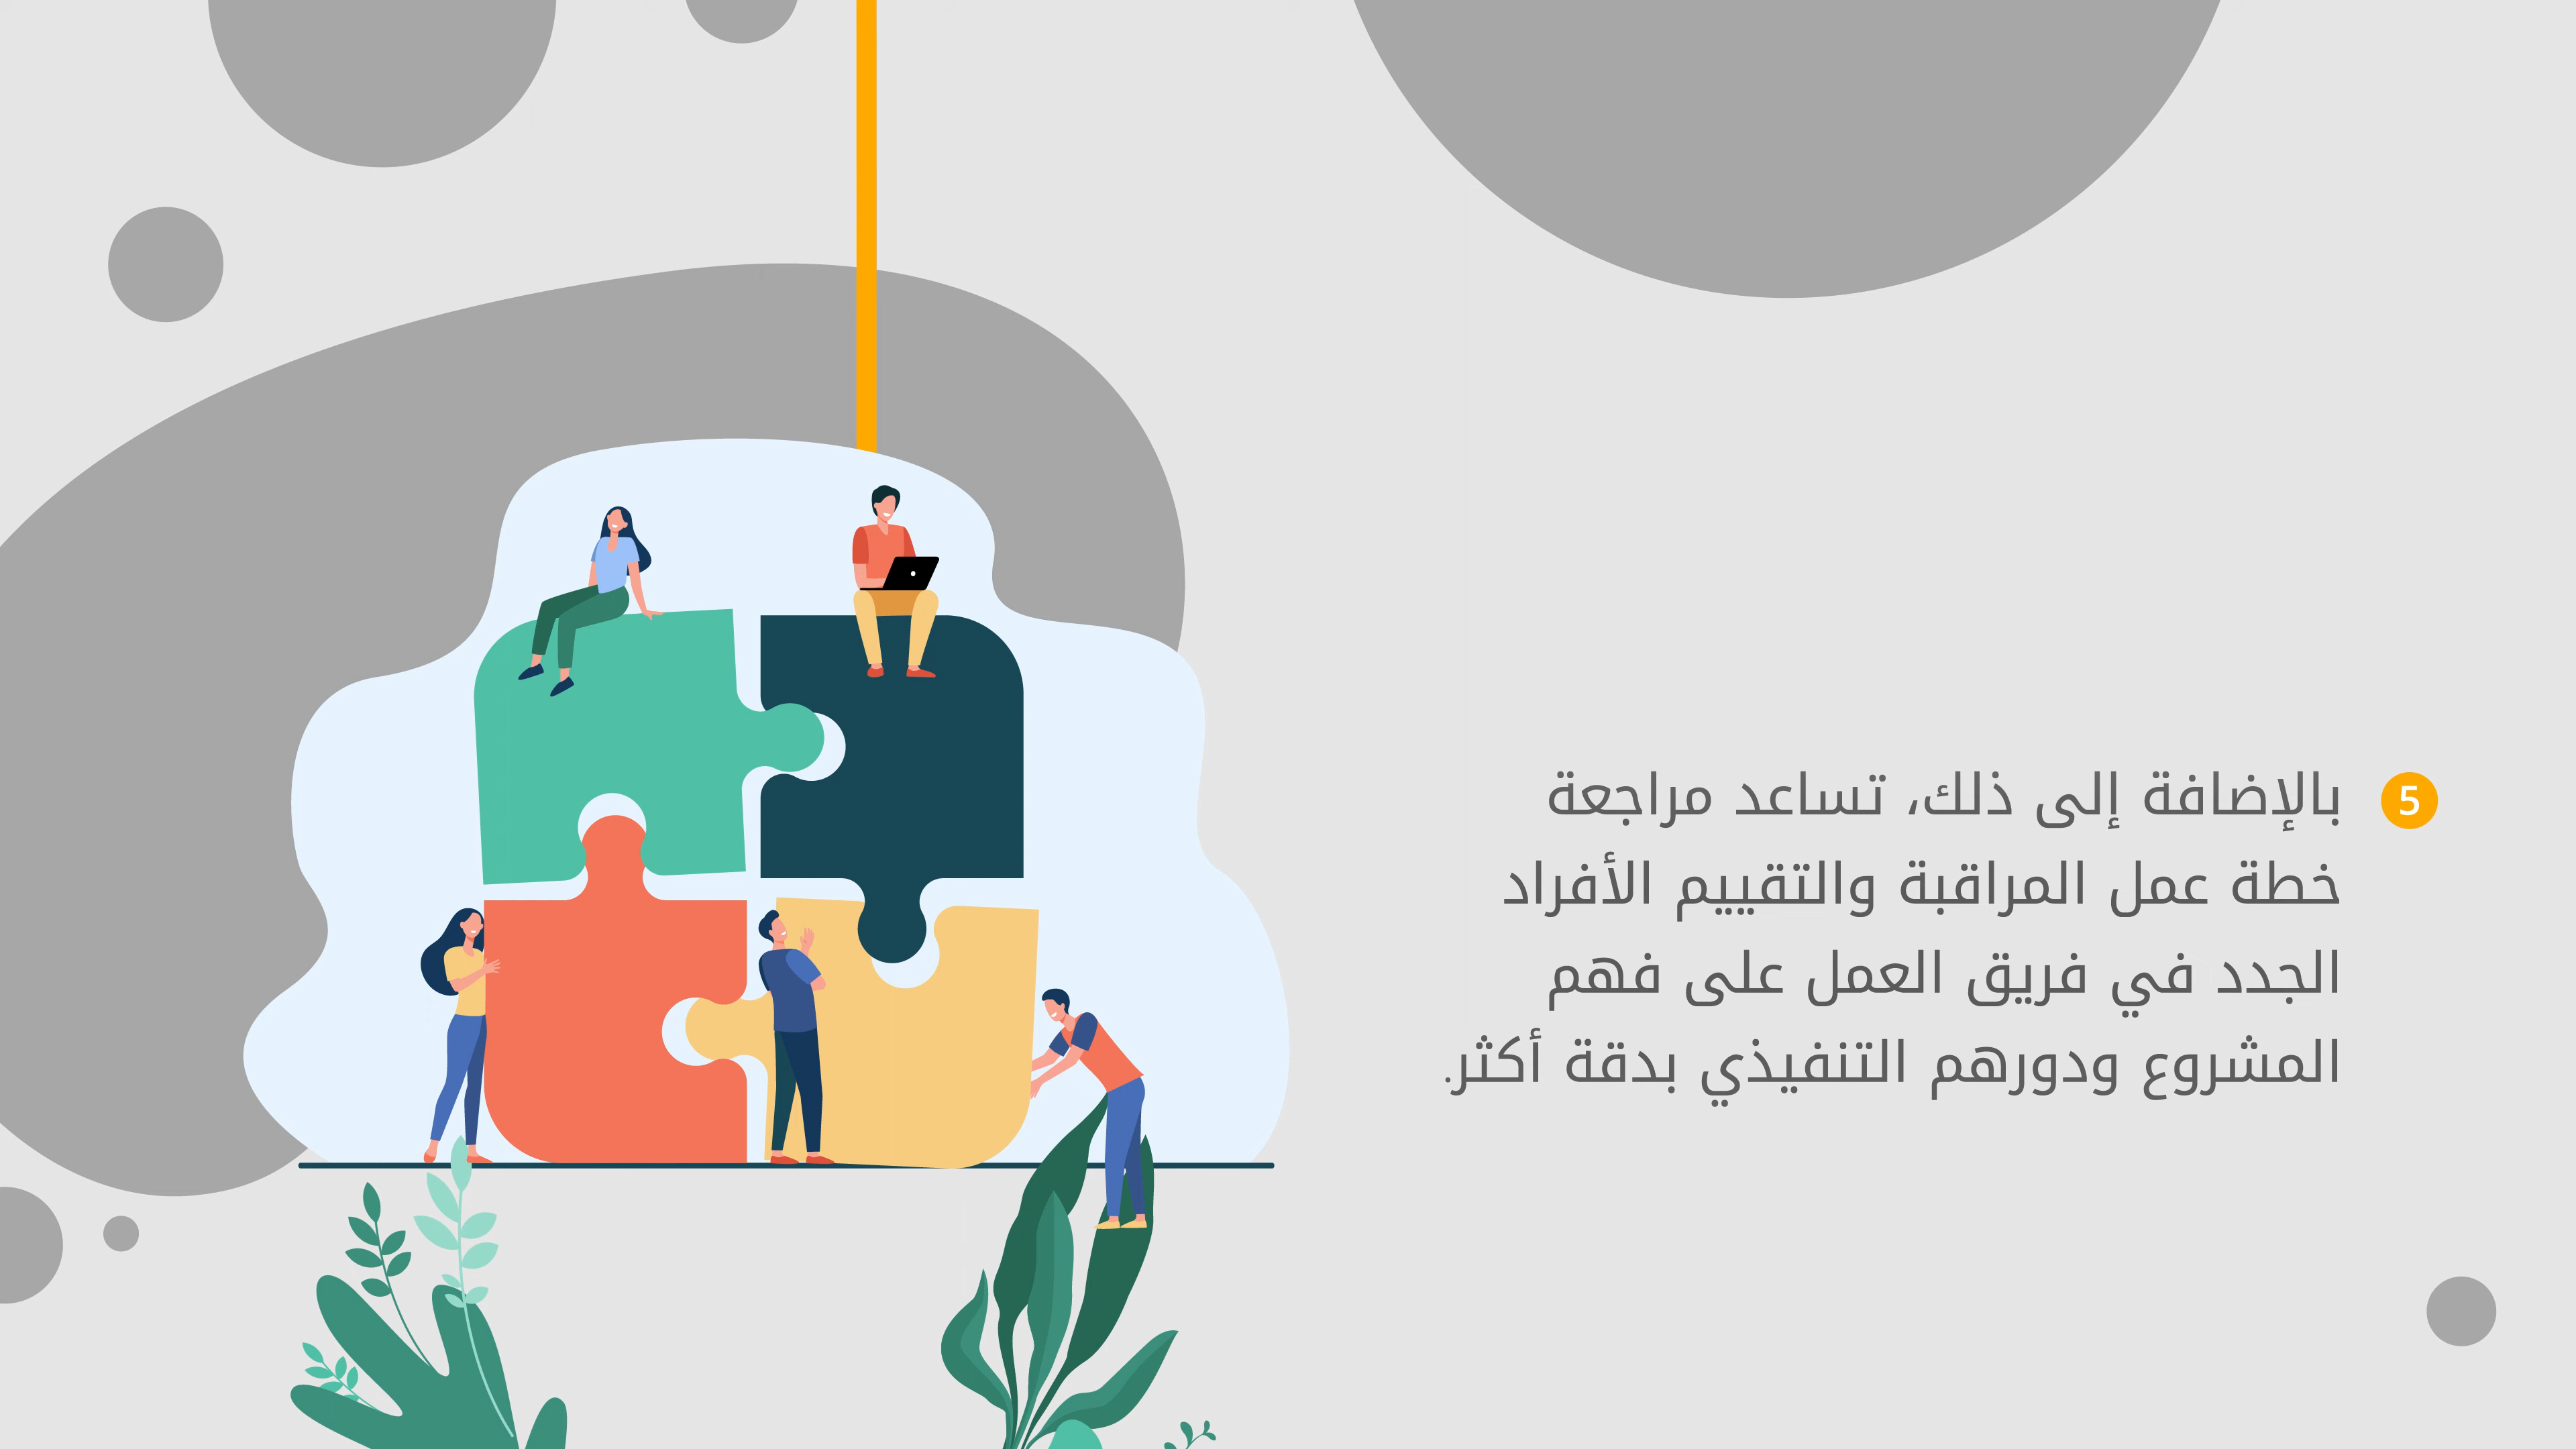 5 بالإضافة إلى ذلك، تساعد مراجعة
خطة عمل المراقبة والتقييم الأفراد
الجدد في فريق العمل على فهم
المشروع ودورهم التنفيذي بدقة أكثر.